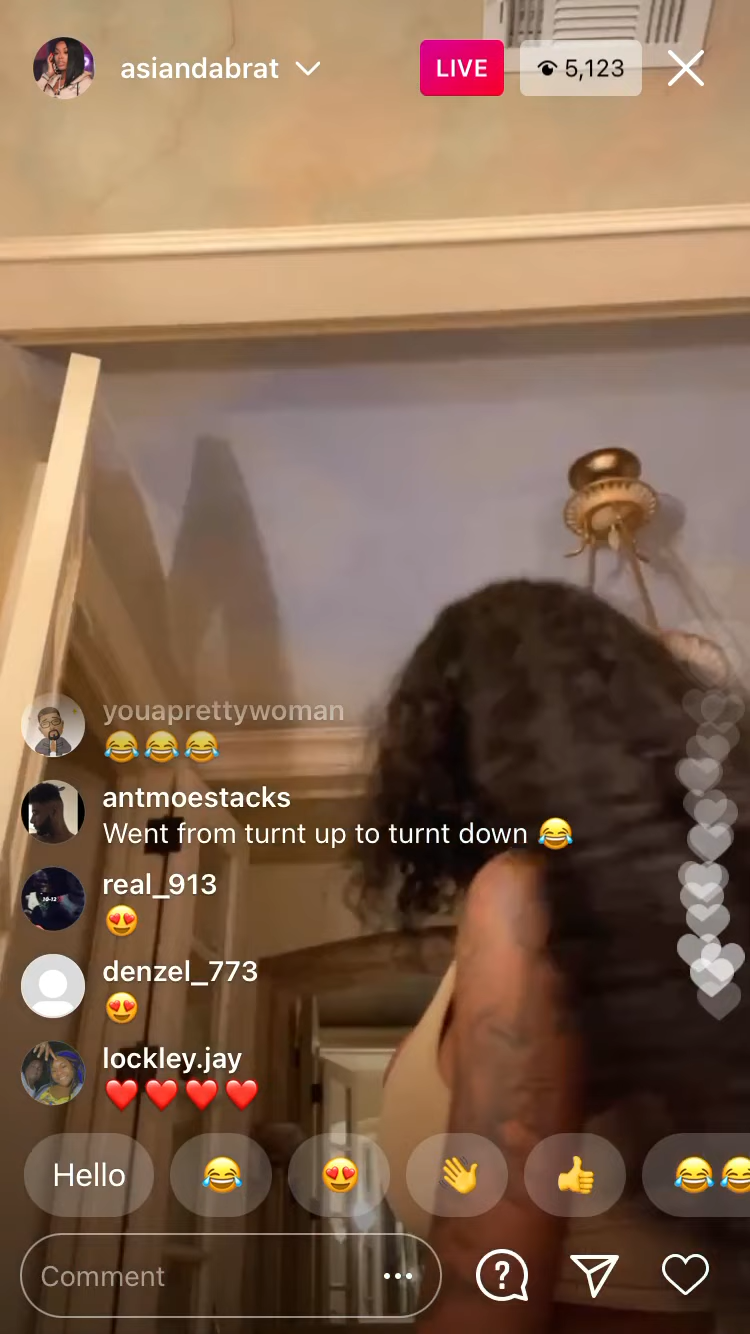 asiandabrat
LIVE
5,123
youaprettywoman
😂😂😂
antmoestacks
Went from turnt up to turnt down 😂
real_913
😍
denzel_773
😍
lockley.jay
❤️❤️❤️❤️
Hello 😂 😍 👋 👍 😂😂
Comment